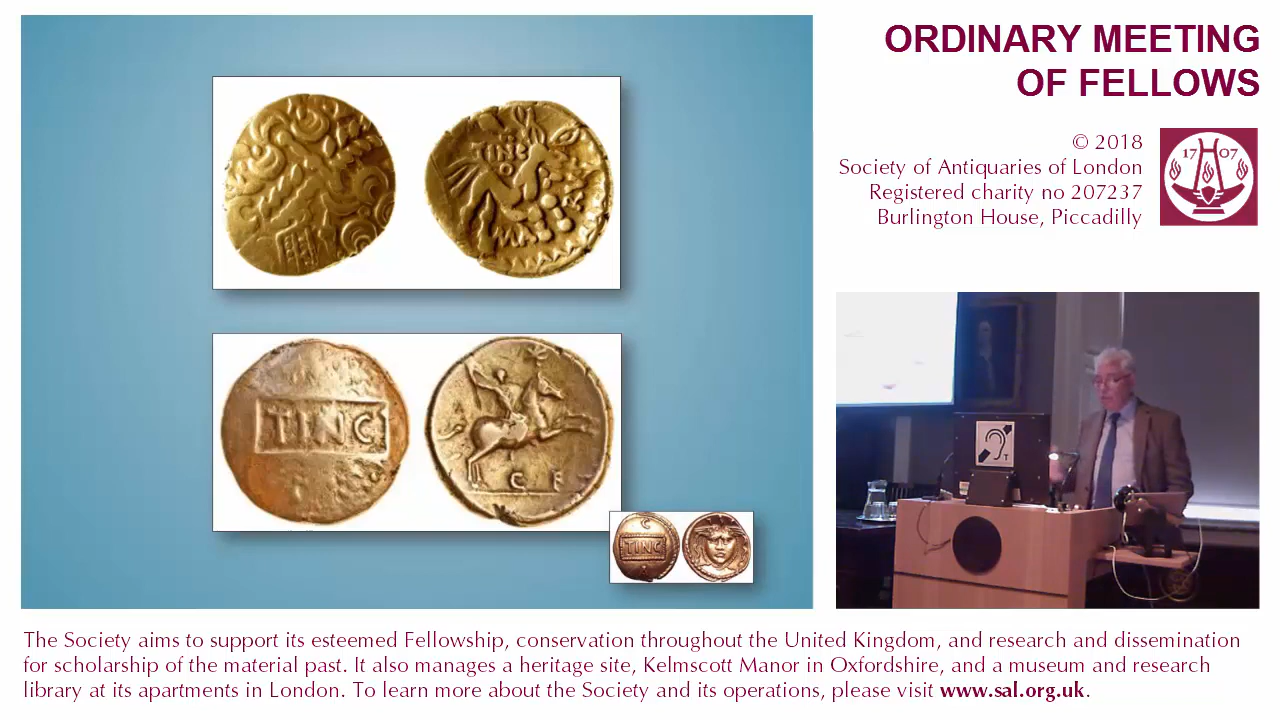 ORDINARY MEETING
OF FELLOWS
© 2018
Society of Antiquaries of London
Registered charity no 207237
Burlington House, Piccadilly
17 07
TINC
C F
C
TINC
A
T
The Society aims to support its esteemed Fellowship, conservation throughout the United Kingdom, and research and dissemination
for scholarship of the material past. It also manages a heritage site, Kelmscott Manor in Oxfordshire, and a museum and research
library at its apartments in London. To learn more about the Society and its operations, please visit www.sal.org.uk.